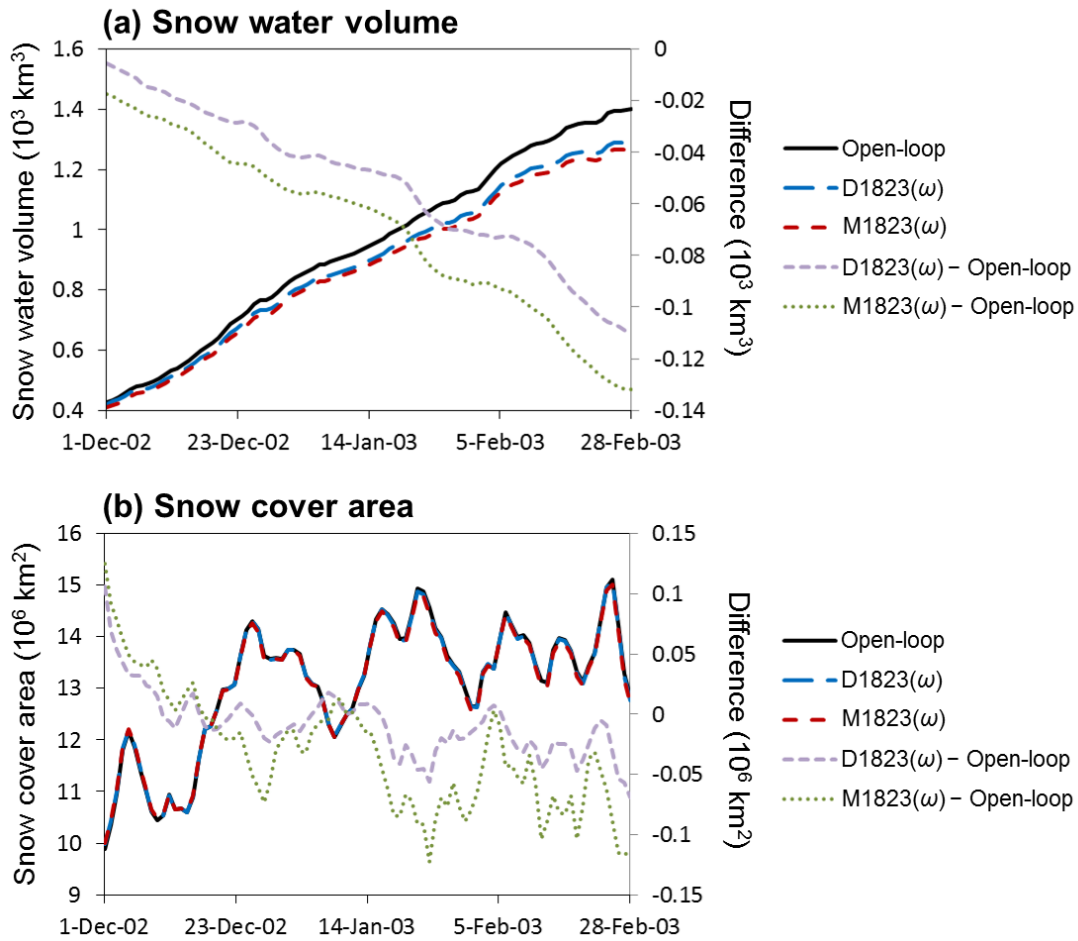 (a) Snow water volume
Snow water volume (10³ km³)
1.6
1.4
1.2
1
0.8
0.6
0.4
0
-0.02
-0.04
-0.06
-0.08
-0.1
-0.12
-0.14
Difference (10³ km³)
1-Dec-02
23-Dec-02
14-Jan-03
5-Feb-03
28-Feb-03
Open-loop
D1823(ω)
M1823(ω)
D1823(ω) – Open-loop
M1823(ω) – Open-loop
(b) Snow cover area
Snow cover area (10⁶ km²)
16
15
14
13
12
11
10
9
0.15
0.1
0.05
0
-0.05
-0.1
-0.15
Difference (10⁶ km²)
1-Dec-02
23-Dec-02
14-Jan-03
5-Feb-03
28-Feb-03
Open-loop
D1823(ω)
M1823(ω)
D1823(ω) – Open-loop
M1823(ω) – Open-loop